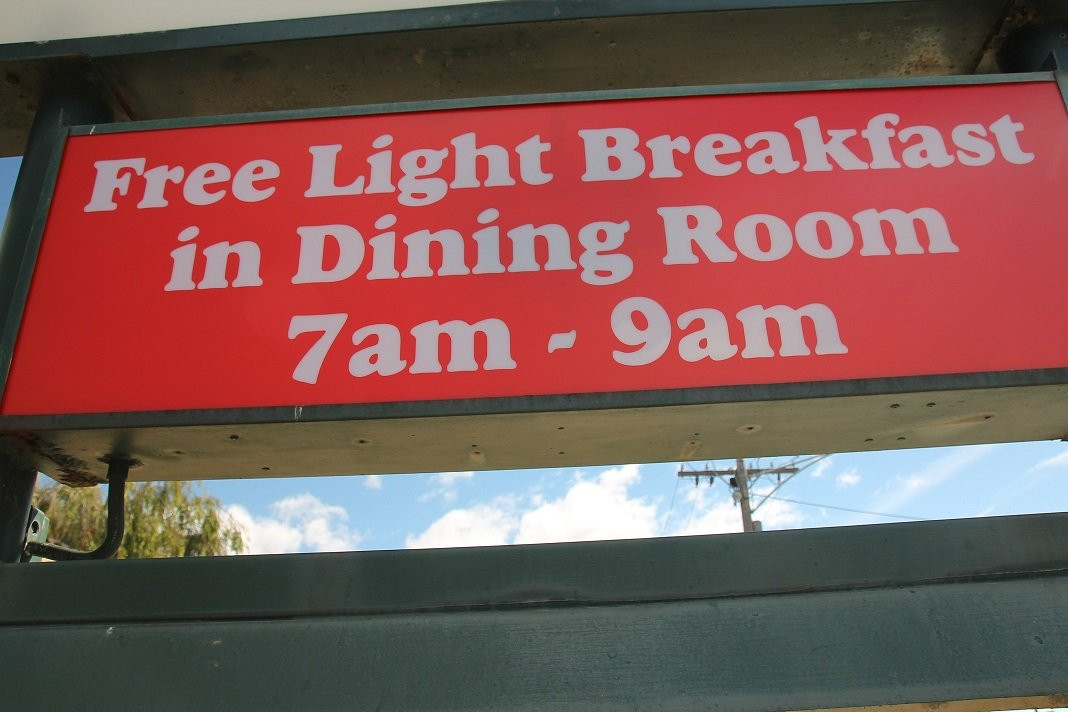 Free Light Breakfast
in Dining Room
7am - 9am